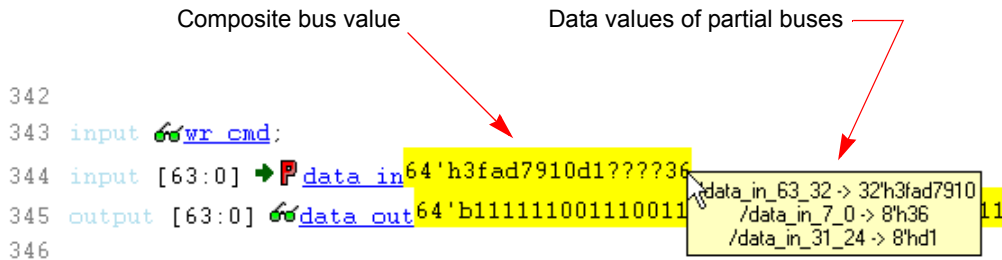 Composite bus value Data values of partial buses
342
343 input wr_cmd;
344 input [63:0] P data_in 64'h3fad7910d1????36
/data_in_63_32 -> 32'h3fad7910
345 output [63:0] data_out 64'b111111001110011 11
/data_in_7_0 -> 8'h36
/data_in_31_24 -> 8'hd1
346